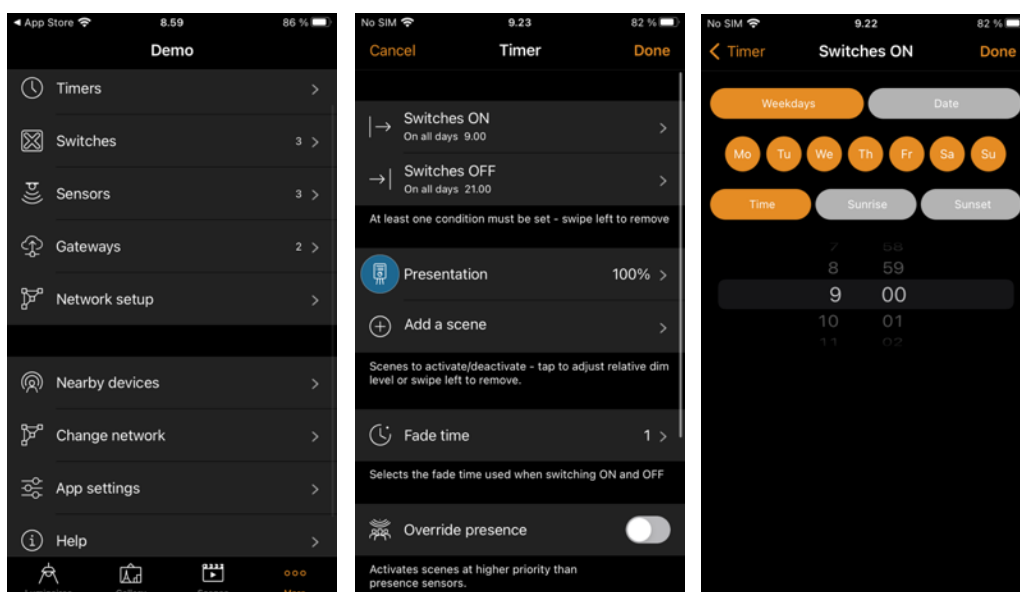 App Store
8.59
86 %
Demo
Timers
Switches
3
Sensors
3
Gateways
2
Network setup
Nearby devices
Change network
App settings
Help
No SIM
9.23
82 %
Cancel
Timer
Done
Switches ON
On all days 9.00
Switches OFF
On all days 21.00
At least one condition must be set - swipe left to remove
Presentation
100%
Add a scene
Scenes to activate/deactivate - tap to adjust relative dim
level or swipe left to remove.
Fade time
1
Selects the fade time used when switching ON and OFF
Override presence
Activates scenes at higher priority than
presence sensors.
No SIM
9.22
82 %
Timer
Switches ON
Done
Weekdays
Date
Mo Tu We Th Fr Sa Su
Time
Sunrise
Sunset
7 58
8 59
9 00
10 01
11 02